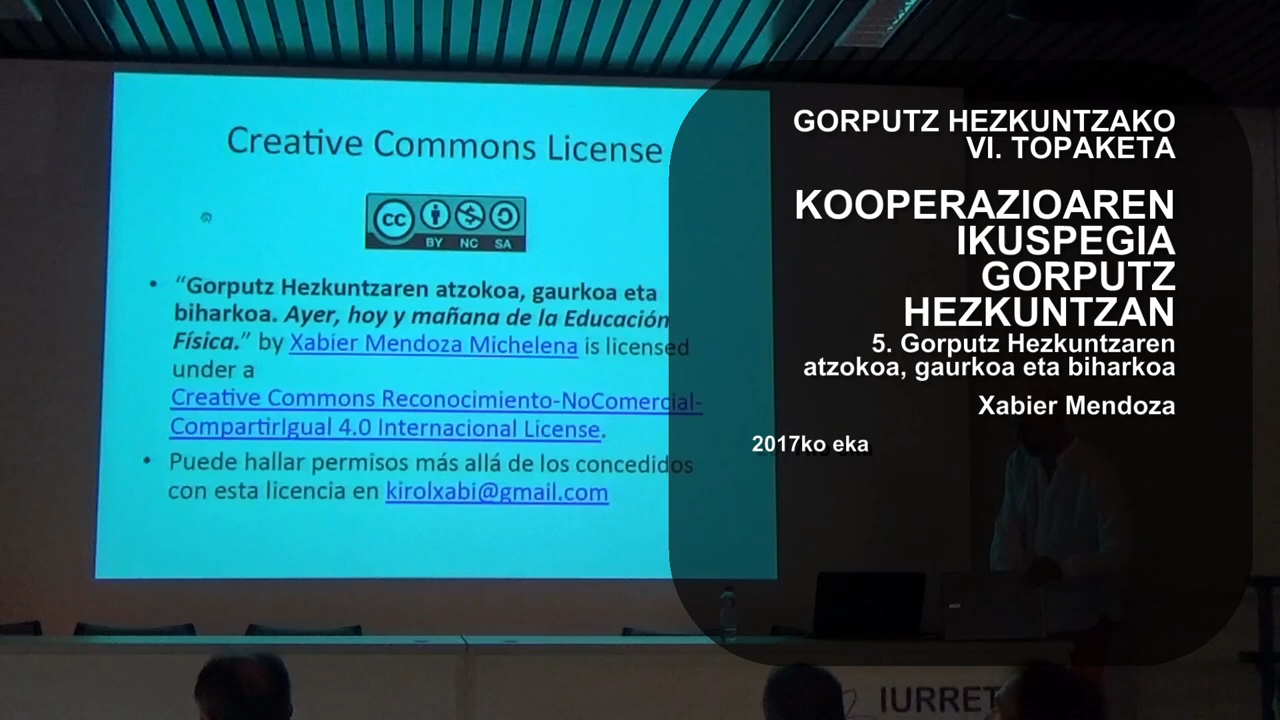 Creative Commons License
cc
BY NC SA
• “Gorputz Hezkuntzaren atzokoa, gaurkoa eta
biharkoa. Ayer, hoy y mañana de la Educación
Física.” by Xabier Mendoza Michelena is licensed
under a
Creative Commons Reconocimiento-NoComercial-
CompartirIgual 4.0 Internacional License.
• Puede hallar permisos más allá de los concedidos
con esta licencia en kirolxabi@gmail.com
GORPUTZ HEZKUNTZAKO
VI. TOPAKETA
KOOPERAZIOAREN
IKUSPEGIA
GORPUTZ
HEZKUNTZAN
5. Gorputz Hezkuntzaren
atzokoa, gaurkoa eta biharkoa
Xabier Mendoza
2017ko eka
IURRET